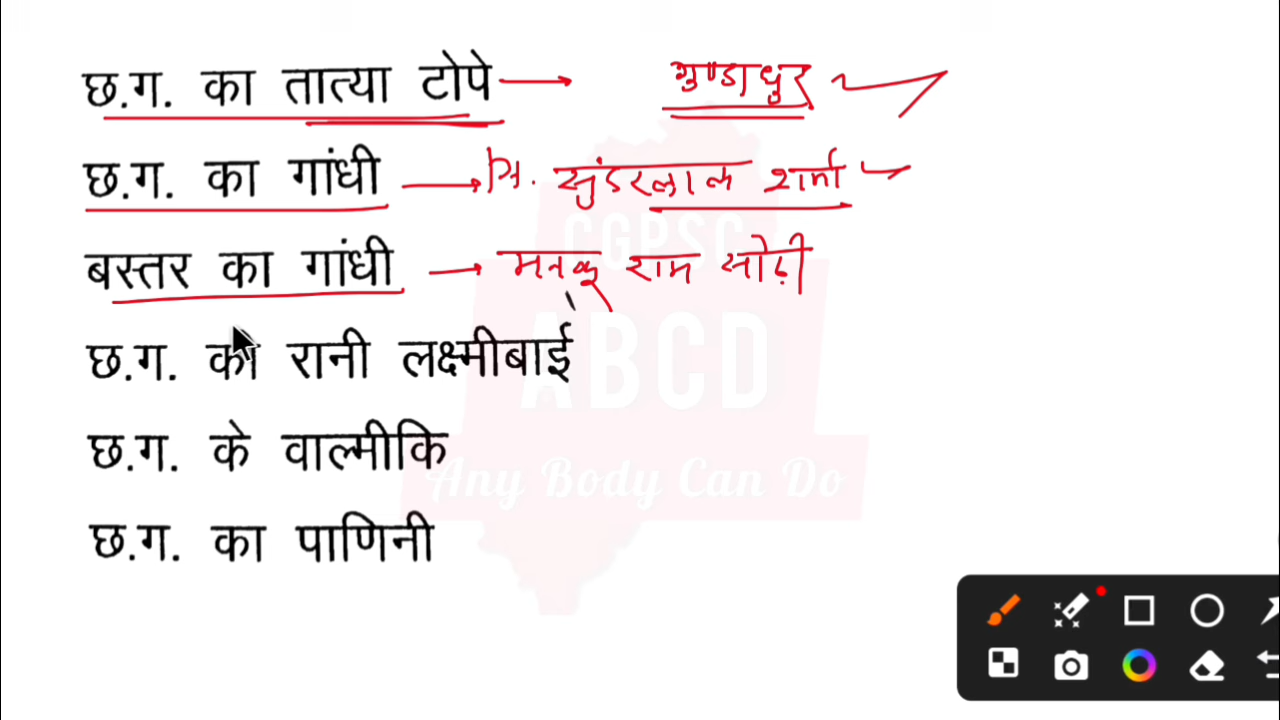 छ.ग. का तात्या टोपे → गुण्डाधुर
छ.ग. का गांधी → पं. सुंदरलाल शर्मा
बस्तर का गांधी → मनकू राम सोढ़ी
छ.ग. की रानी लक्ष्मीबाई
छ.ग. के वाल्मीकि
छ.ग. का पाणिनी
CGPSC
ABCD
Any Body Can Do